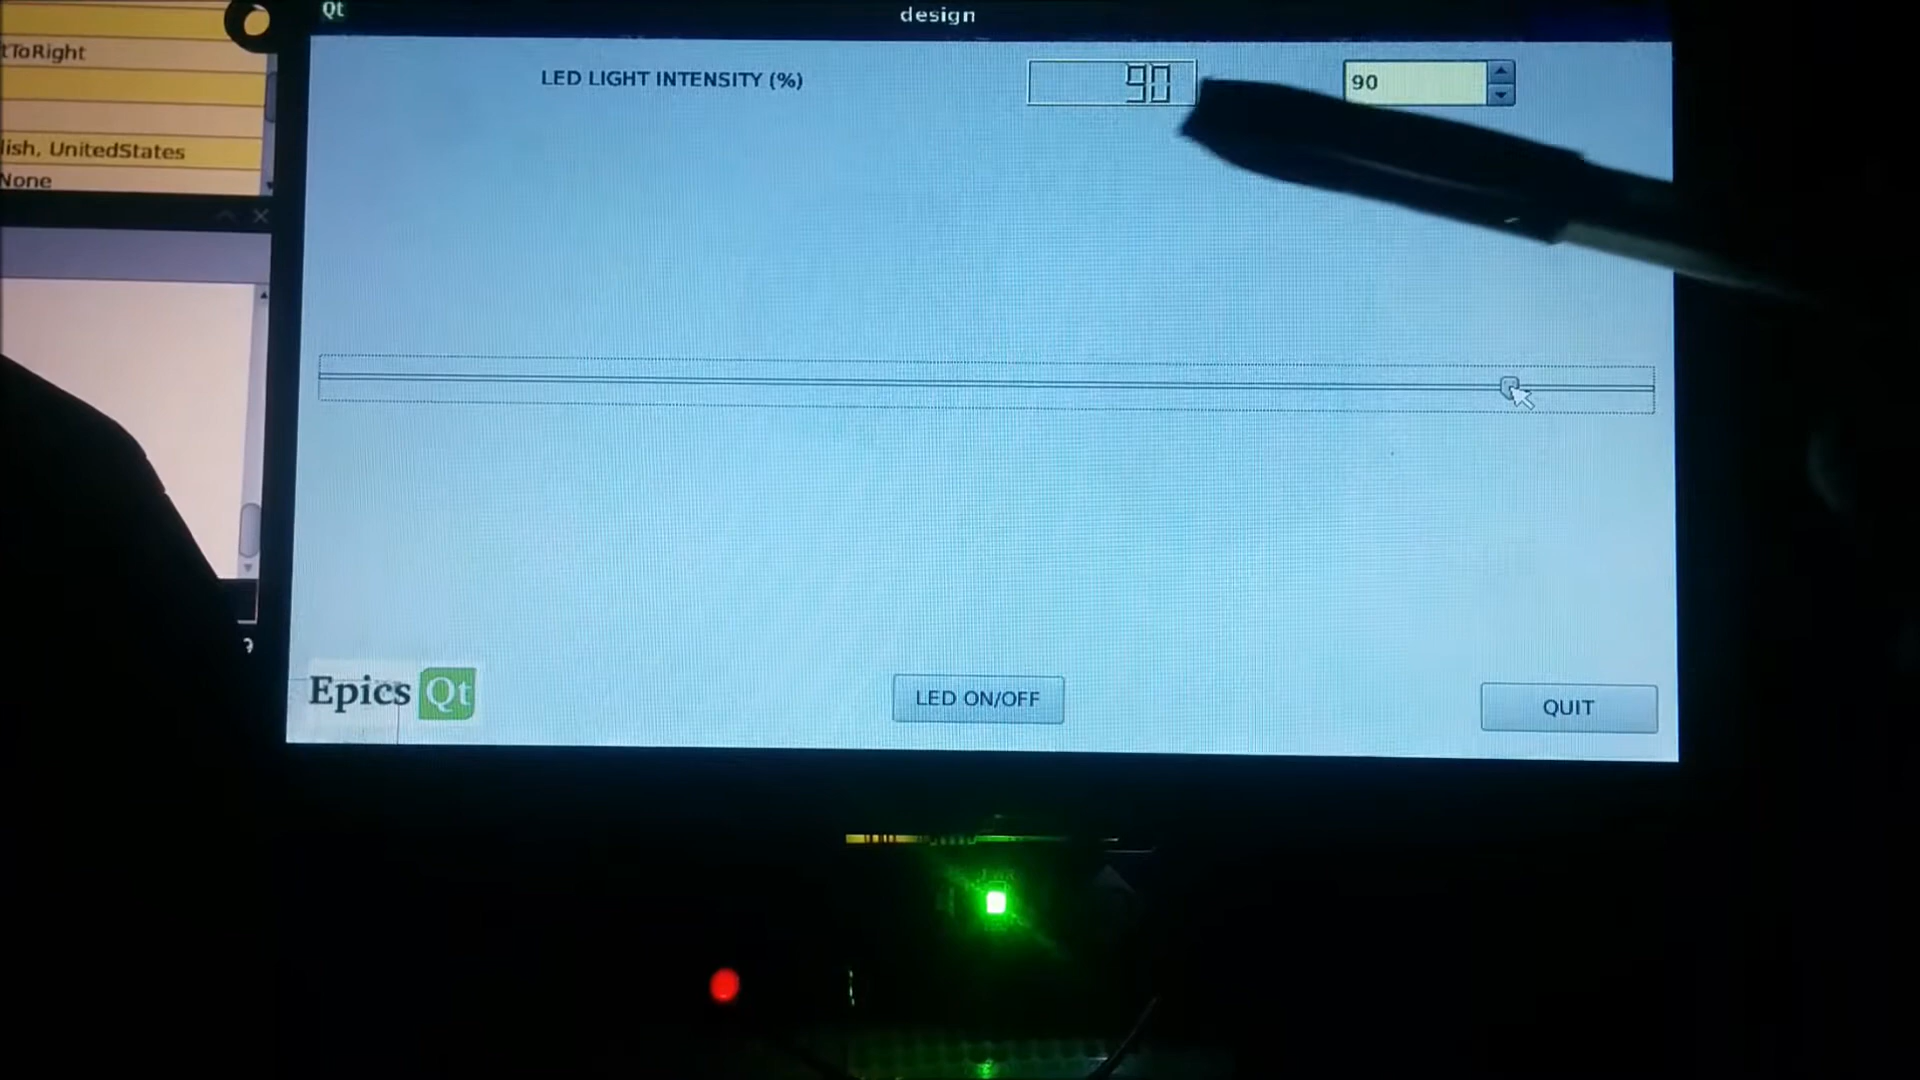 Qt
design
tToRight
lish, UnitedStates
None
LED LIGHT INTENSITY (%)
90
90
Epics Qt
LED ON/OFF
QUIT